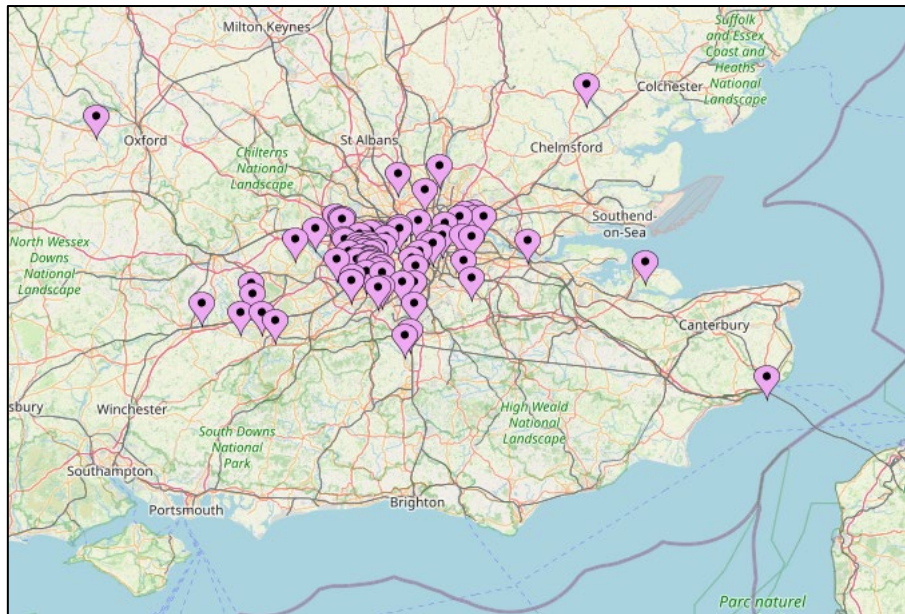 Milton Keynes
Suffolk
and Essex
Coast and
Heaths
National
Landscape
Colchester
Oxford
St Albans
Chelmsford
Chilterns
National
Landscape
Southend-
on-Sea
North Wessex
Downs
National
Landscape
Canterbury
sbury
Winchester
High Weald
National
Landscape
South Downs
National
Park
Southampton
Portsmouth
Brighton
Parc naturel